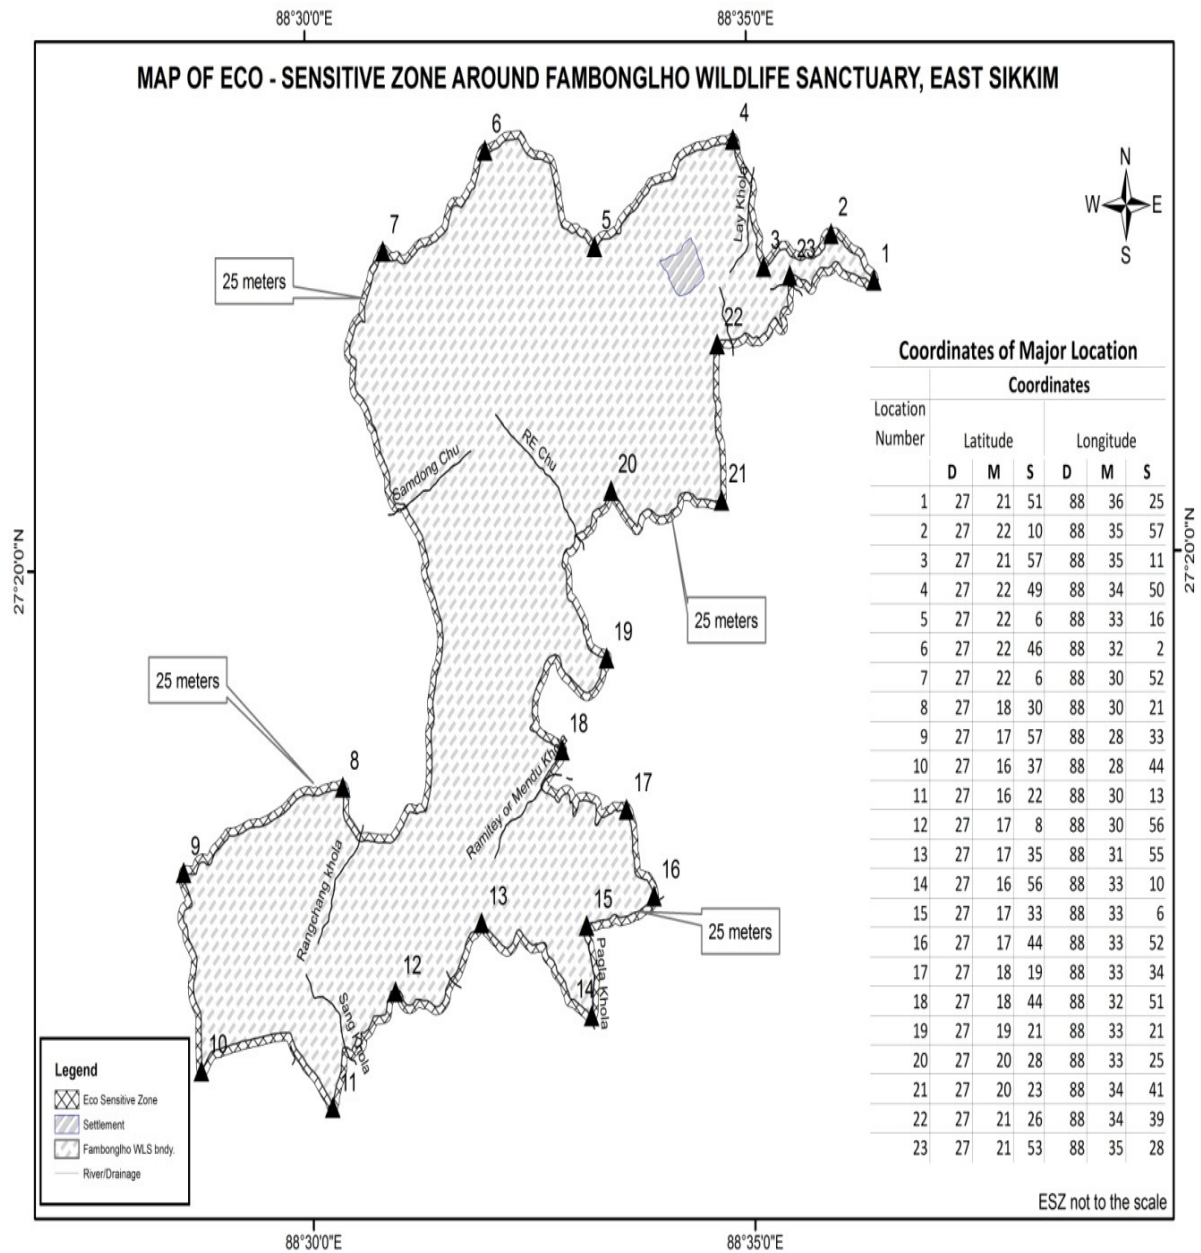 88°30'0"E
88°35'0"E
MAP OF ECO - SENSITIVE ZONE AROUND FAMBONGLHO WILDLIFE SANCTUARY, EAST SIKKIM
N
W E
S
6
4
2
7
5
3
23
1
Lay Khola
25 meters
22
Samdong Chu
RE Chu
20
21
27°20'0"N
27°20'0"N
25 meters
19
25 meters
18
8
17
Ramitey or Mendu Khola
9
16
13
15
25 meters
Rangchang khola
12
Pagla Khola
14
Sang Khola
10
11
Coordinates of Major Location
Coordinates
Location Number Latitude Longitude
D M S D M S
1 27 21 51 88 36 25
2 27 22 10 88 35 57
3 27 21 57 88 35 11
4 27 22 49 88 34 50
5 27 22 6 88 33 16
6 27 22 46 88 32 2
7 27 22 6 88 30 52
8 27 18 30 88 30 21
9 27 17 57 88 28 33
10 27 16 37 88 28 44
11 27 16 22 88 30 13
12 27 17 8 88 30 56
13 27 17 35 88 31 55
14 27 16 56 88 33 10
15 27 17 33 88 33 6
16 27 17 44 88 33 52
17 27 18 19 88 33 34
18 27 18 44 88 32 51
19 27 19 21 88 33 21
20 27 20 28 88 33 25
21 27 20 23 88 34 41
22 27 21 26 88 34 39
23 27 21 53 88 35 28
Legend
Eco Sensitive Zone
Settlement
Fambonglho WLS bndy.
River/Drainage
ESZ not to the scale
88°30'0"E
88°35'0"E